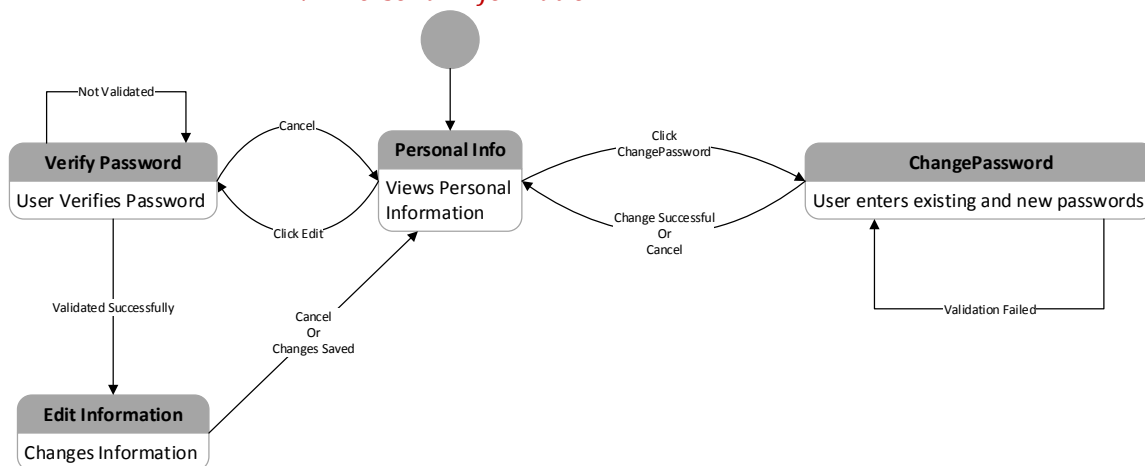 Not Validated
Cancel
Click
ChangePassword
Verify Password
User Verifies Password
Personal Info
Views Personal
Information
ChangePassword
User enters existing and new passwords
Click Edit
Change Successful
Or
Cancel
Validated Successfully
Cancel
Or
Changes Saved
Validation Failed
Edit Information
Changes Information